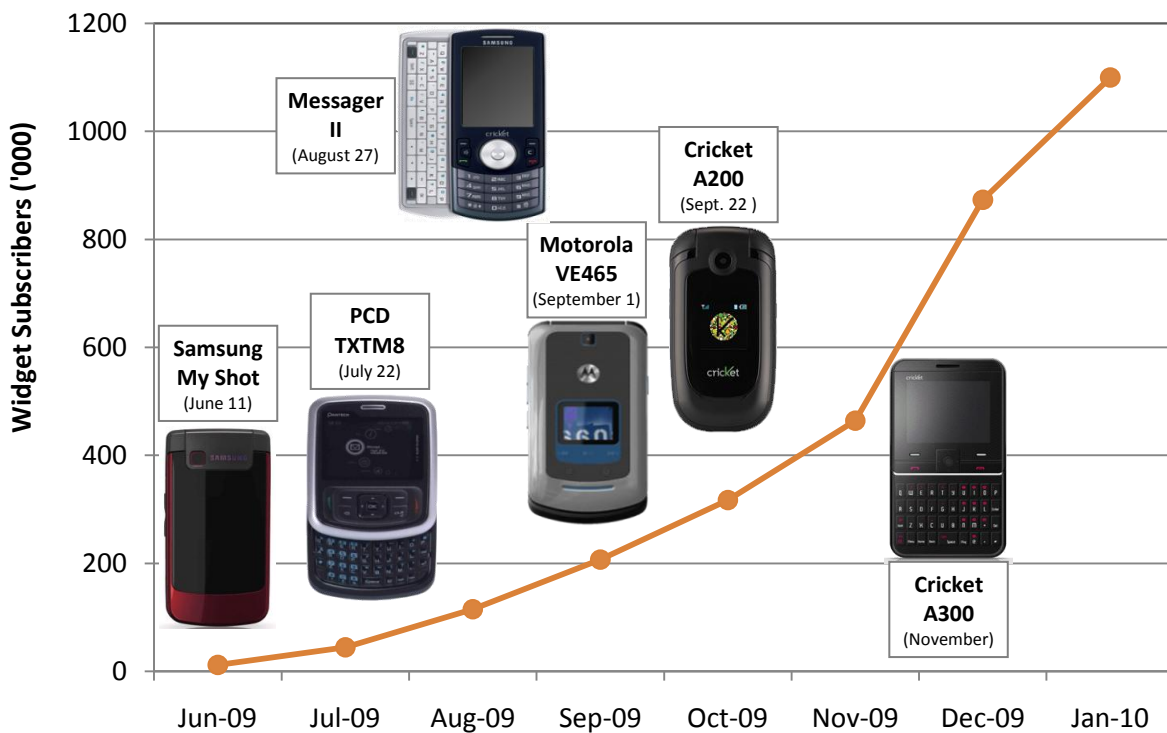 1200
1000
800
600
400
200
0
Widget Subscribers ('000)
Messager
II
(August 27)
SAMSUNG
cricket
Cricket
A200
(Sept. 22 )
cricket
Motorola
VE465
(September 1)
PCD
TXTM8
(July 22)
Samsung
My Shot
(June 11)
SAMSUNG
cricket
Cricket
A300
(November)
Jun-09
Jul-09
Aug-09
Sep-09
Oct-09
Nov-09
Dec-09
Jan-10